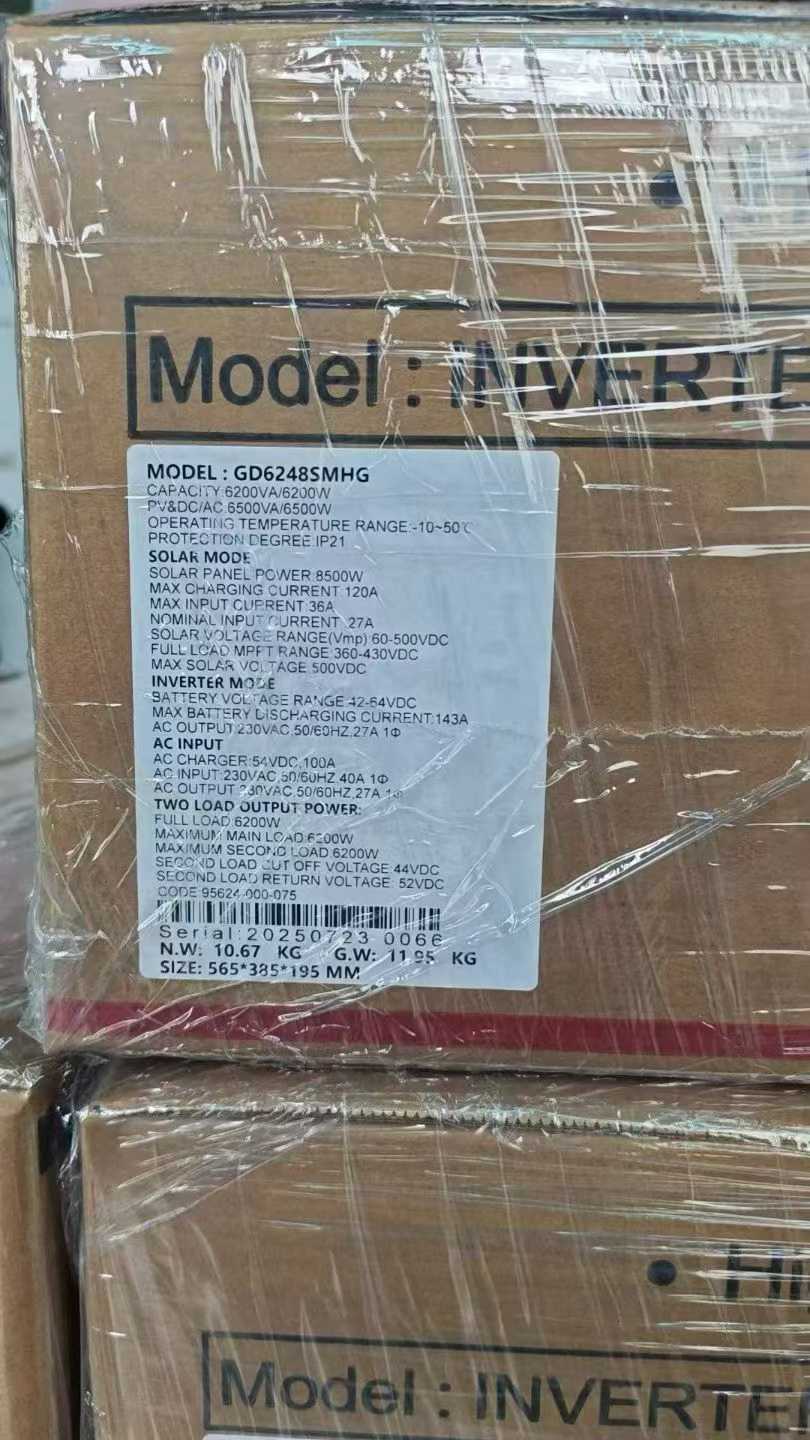 Model : INVERTE
MODEL : GD6248SMHG
CAPACITY:6200VA/6200W
PV&DC/AC:6500VA/6500W
OPERATING TEMPERATURE RANGE:-10~50℃
PROTECTION DEGREE:IP21
SOLAR MODE
SOLAR PANEL POWER:8500W
MAX CHARGING CURRENT:120A
MAX INPUT CURRENT:36A
NOMINAL INPUT CURRENT: 27A
SOLAR VOLTAGE RANGE(Vmp):60-500VDC
FULL LOAD MPPT RANGE:360-430VDC
MAX SOLAR VOLTAGE:500VDC
INVERTER MODE
BATTERY VOLTAGE RANGE:42-64VDC
MAX BATTERY DISCHARGING CURRENT:143A
AC OUTPUT:230VAC,50/60HZ,27A 1Φ
AC INPUT
AC CHARGER:54VDC,100A
AC INPUT:230VAC,50/60HZ,40A 1Φ
AC OUTPUT:230VAC,50/60HZ,27A 1Φ
TWO LOAD OUTPUT POWER:
FULL LOAD:6200W
MAXIMUM MAIN LOAD:6200W
MAXIMUM SECOND LOAD:6200W
SECOND LOAD CUT OFF VOLTAGE:44VDC
SECOND LOAD RETURN VOLTAGE: 52VDC
CODE:95624-000-075
Serial:20250723 0066
N.W: 10.67 KG G.W: 11.95 KG
SIZE: 565*385*195 MM
• Hi
Model : INVERTE